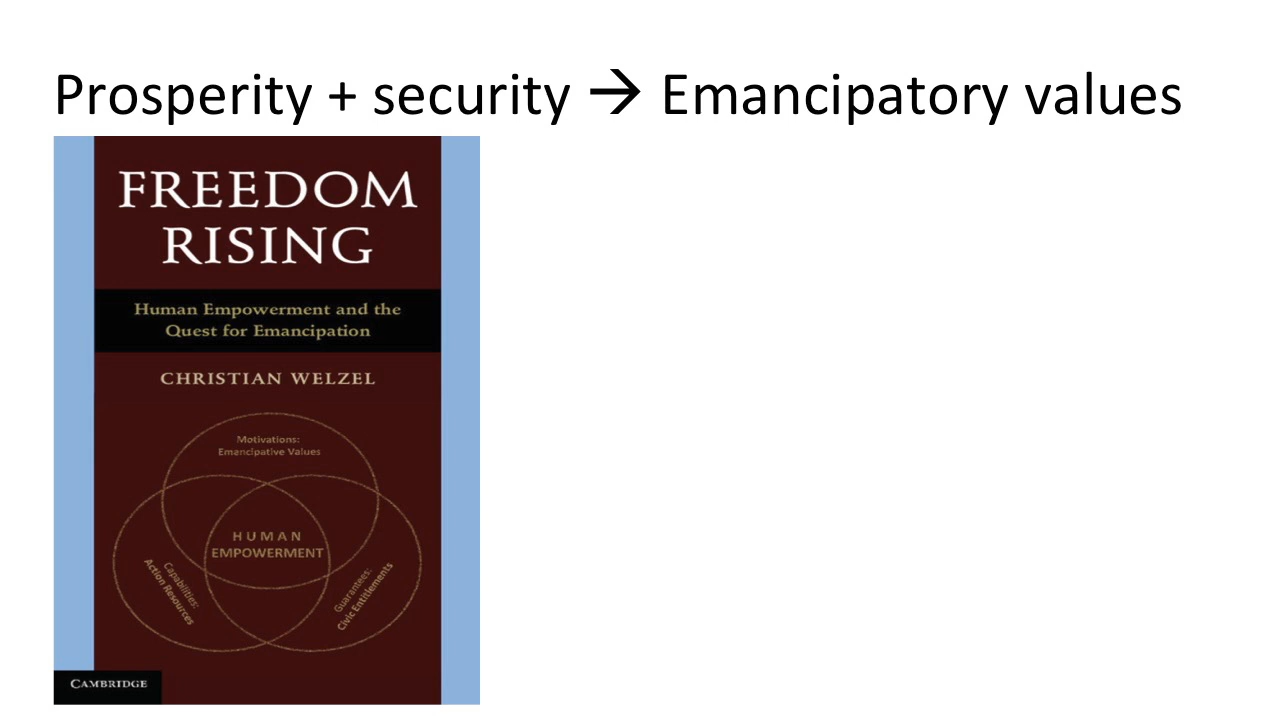 Prosperity + security → Emancipatory values
FREEDOM
RISING
Human Empowerment and the
Quest for Emancipation
CHRISTIAN WELZEL
Motivations:
Emancipative Values
HUMAN
EMPOWERMENT
Capabilities:
Action Resources
Guarantees:
Civic Entitlements
CAMBRIDGE